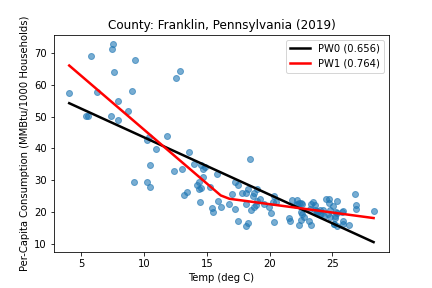 County: Franklin, Pennsylvania (2019)
PW0 (0.656)
PW1 (0.764)
Per-Capita Consumption (MMBtu/1000 Households)
70
60
50
40
30
20
10
5 10 15 20 25
Temp (deg C)